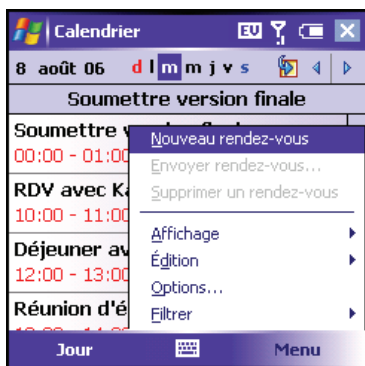 Calendrier EU
8 août 06 d l m m j v s
Soumettre version finale
Soumettre
00:00 - 01:00
RDV avec
10:00 - 11:00
Déjeuner
12:00 - 13:00
Réunion
Nouveau rendez-vous
Envoyer rendez-vous...
Supprimer un rendez-vous
Affichage
Édition
Options...
Filtrer
Jour Menu